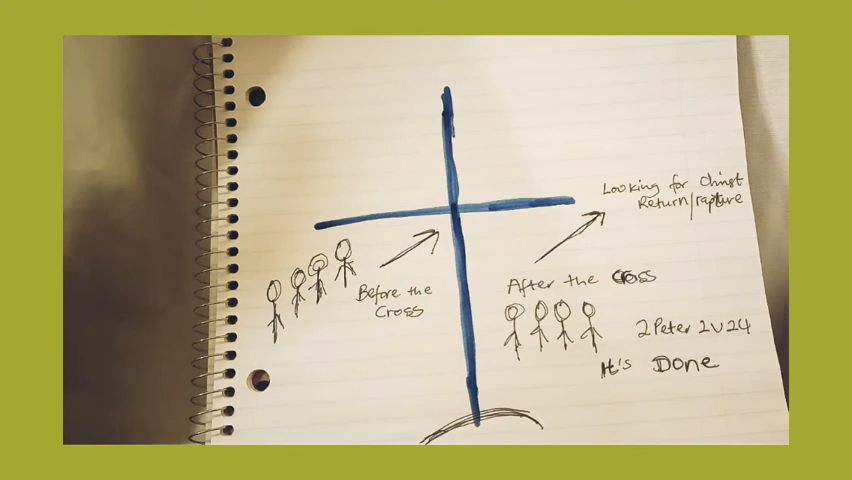 Looking for Christ
Return/rapture
Before the
Cross
After the Cross
2 Peter 2v24
It's Done